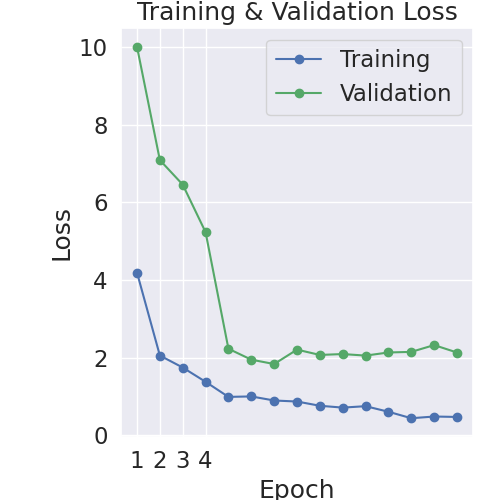 Training & Validation Loss
Training
Validation
Loss
10
8
6
4
2
0
1 2 3 4
Epoch